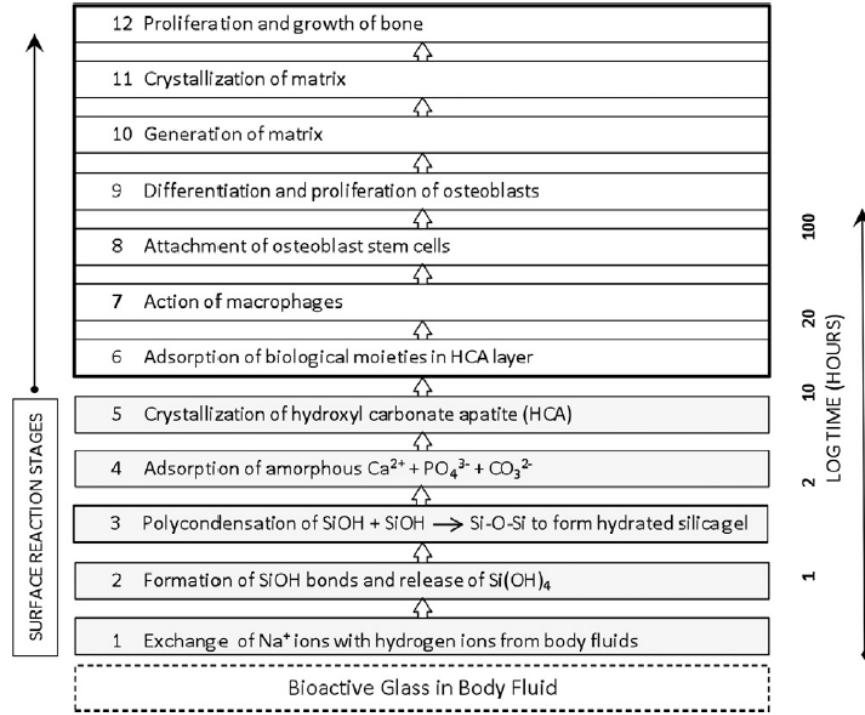 12 Proliferation and growth of bone
11 Crystallization of matrix
10 Generation of matrix
9 Differentiation and proliferation of osteoblasts
8 Attachment of osteoblast stem cells
7 Action of macrophages
6 Adsorption of biological moieties in HCA layer
5 Crystallization of hydroxyl carbonate apatite (HCA)
4 Adsorption of amorphous Ca²⁺ + PO₄³⁻ + CO₃²⁻
3 Polycondensation of SiOH + SiOH → Si-O-Si to form hydrated silicagel
2 Formation of SiOH bonds and release of Si(OH)₄
1 Exchange of Na⁺ ions with hydrogen ions from body fluids
Bioactive Glass in Body Fluid
SURFACE REACTION STAGES
100
20
10
2
1
LOG TIME (HOURS)